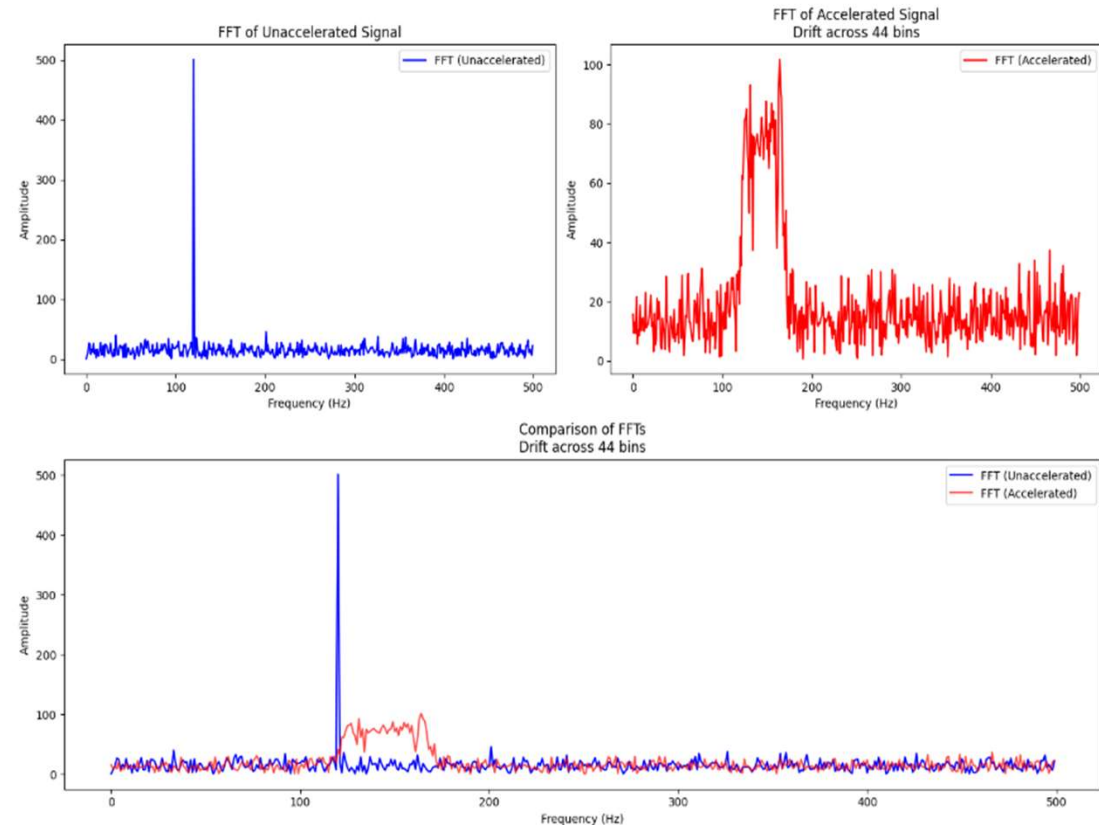 FFT of Unaccelerated Signal
FFT (Unaccelerated)
500
400
300
200
100
0
Amplitude
0 100 200 300 400 500
Frequency (Hz)
FFT of Accelerated Signal
Drift across 44 bins
FFT (Accelerated)
100
80
60
40
20
0
Amplitude
0 100 200 300 400 500
Frequency (Hz)
Comparison of FFTs
Drift across 44 bins
FFT (Unaccelerated)
FFT (Accelerated)
500
400
300
200
100
0
Amplitude
0 100 200 300 400 500
Frequency (Hz)